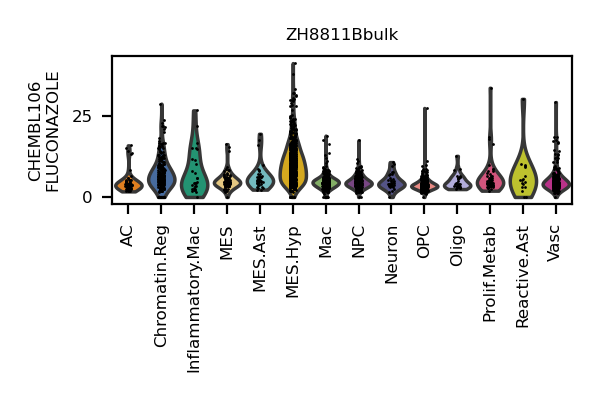 ZH8811Bbulk
CHEMBL106
FLUCONAZOLE
25
0
AC
Chromatin.Reg
Inflammatory.Mac
MES
MES.Ast
MES.Hyp
Mac
NPC
Neuron
OPC
Oligo
Prolif.Metab
Reactive.Ast
Vasc